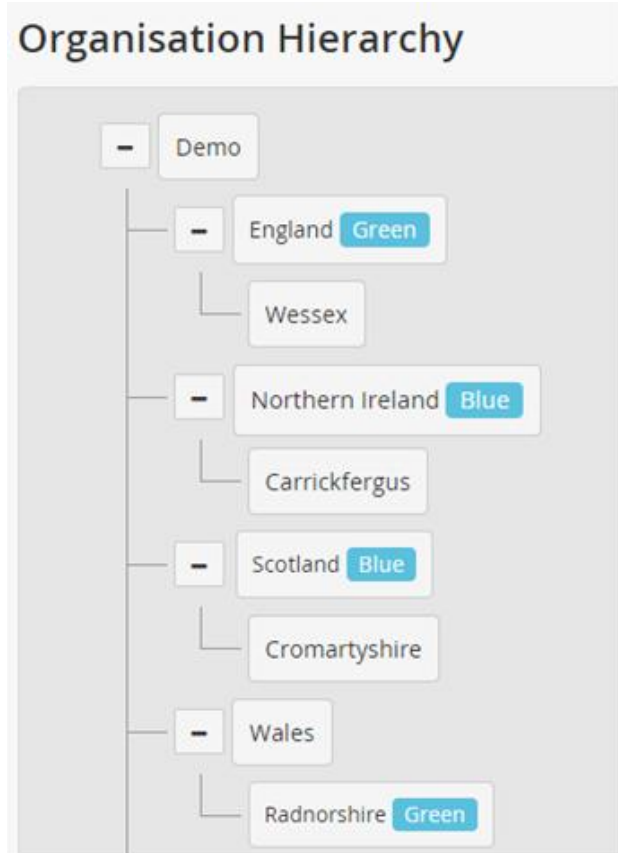 Organisation Hierarchy
Demo
England Green
Wessex
Northern Ireland Blue
Carrickfergus
Scotland Blue
Cromartyshire
Wales
Radnorshire Green